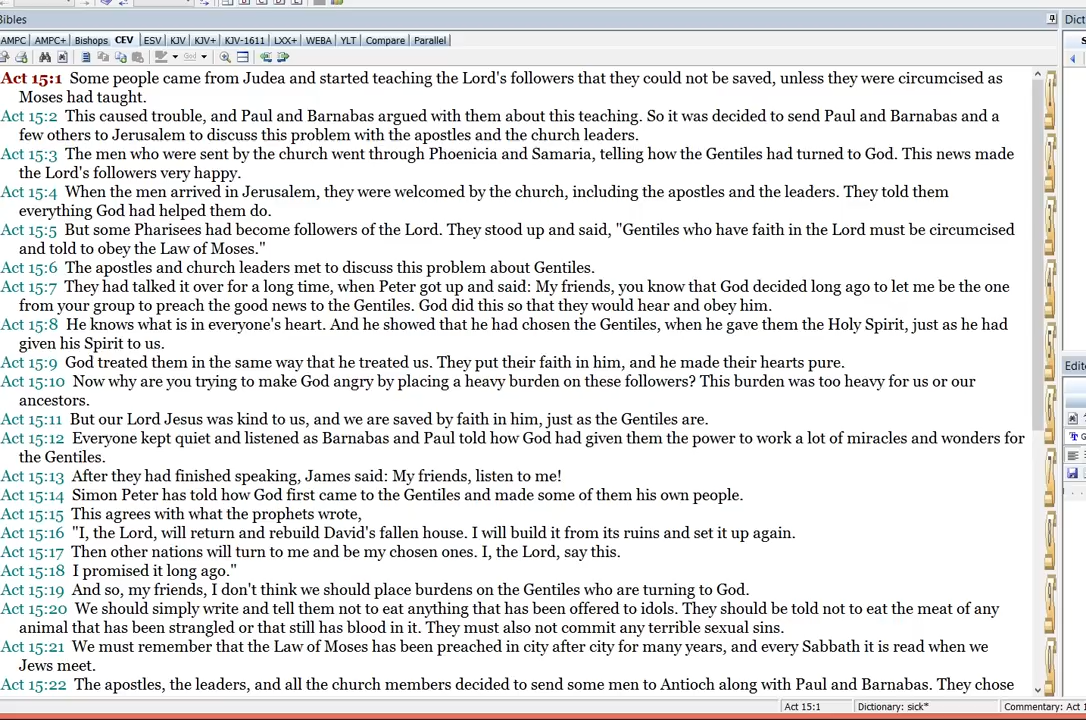 Bibles
Dict
AMPC AMPC+ Bishops CEV ESV KJV KJV+ KJV-1611 LXX+ WEBA YLT Compare Parallel
Act 15:1 Some people came from Judea and started teaching the Lord's followers that they could not be saved, unless they were circumcised as
Moses had taught.
Act 15:2 This caused trouble, and Paul and Barnabas argued with them about this teaching. So it was decided to send Paul and Barnabas and a
few others to Jerusalem to discuss this problem with the apostles and the church leaders.
Act 15:3 The men who were sent by the church went through Phoenicia and Samaria, telling how the Gentiles had turned to God. This news made
the Lord's followers very happy.
Act 15:4 When the men arrived in Jerusalem, they were welcomed by the church, including the apostles and the leaders. They told them
everything God had helped them do.
Act 15:5 But some Pharisees had become followers of the Lord. They stood up and said, "Gentiles who have faith in the Lord must be circumcised
and told to obey the Law of Moses."
Act 15:6 The apostles and church leaders met to discuss this problem about Gentiles.
Act 15:7 They had talked it over for a long time, when Peter got up and said: My friends, you know that God decided long ago to let me be the one
from your group to preach the good news to the Gentiles. God did this so that they would hear and obey him.
Act 15:8 He knows what is in everyone's heart. And he showed that he had chosen the Gentiles, when he gave them the Holy Spirit, just as he had
given his Spirit to us.
Act 15:9 God treated them in the same way that he treated us. They put their faith in him, and he made their hearts pure.
Edito
Act 15:10 Now why are you trying to make God angry by placing a heavy burden on these followers? This burden was too heavy for us or our
ancestors.
Act 15:11 But our Lord Jesus was kind to us, and we are saved by faith in him, just as the Gentiles are.
Act 15:12 Everyone kept quiet and listened as Barnabas and Paul told how God had given them the power to work a lot of miracles and wonders for
the Gentiles.
Act 15:13 After they had finished speaking, James said: My friends, listen to me!
Act 15:14 Simon Peter has told how God first came to the Gentiles and made some of them his own people.
Act 15:15 This agrees with what the prophets wrote,
Act 15:16 "I, the Lord, will return and rebuild David's fallen house. I will build it from its ruins and set it up again.
Act 15:17 Then other nations will turn to me and be my chosen ones. I, the Lord, say this.
Act 15:18 I promised it long ago."
Act 15:19 And so, my friends, I don't think we should place burdens on the Gentiles who are turning to God.
Act 15:20 We should simply write and tell them not to eat anything that has been offered to idols. They should be told not to eat the meat of any
animal that has been strangled or that still has blood in it. They must also not commit any terrible sexual sins.
Act 15:21 We must remember that the Law of Moses has been preached in city after city for many years, and every Sabbath it is read when we
Jews meet.
Act 15:22 The apostles, the leaders, and all the church members decided to send some men to Antioch along with Paul and Barnabas. They chose
Act 15:1 Dictionary: sick* Commentary: Act 1